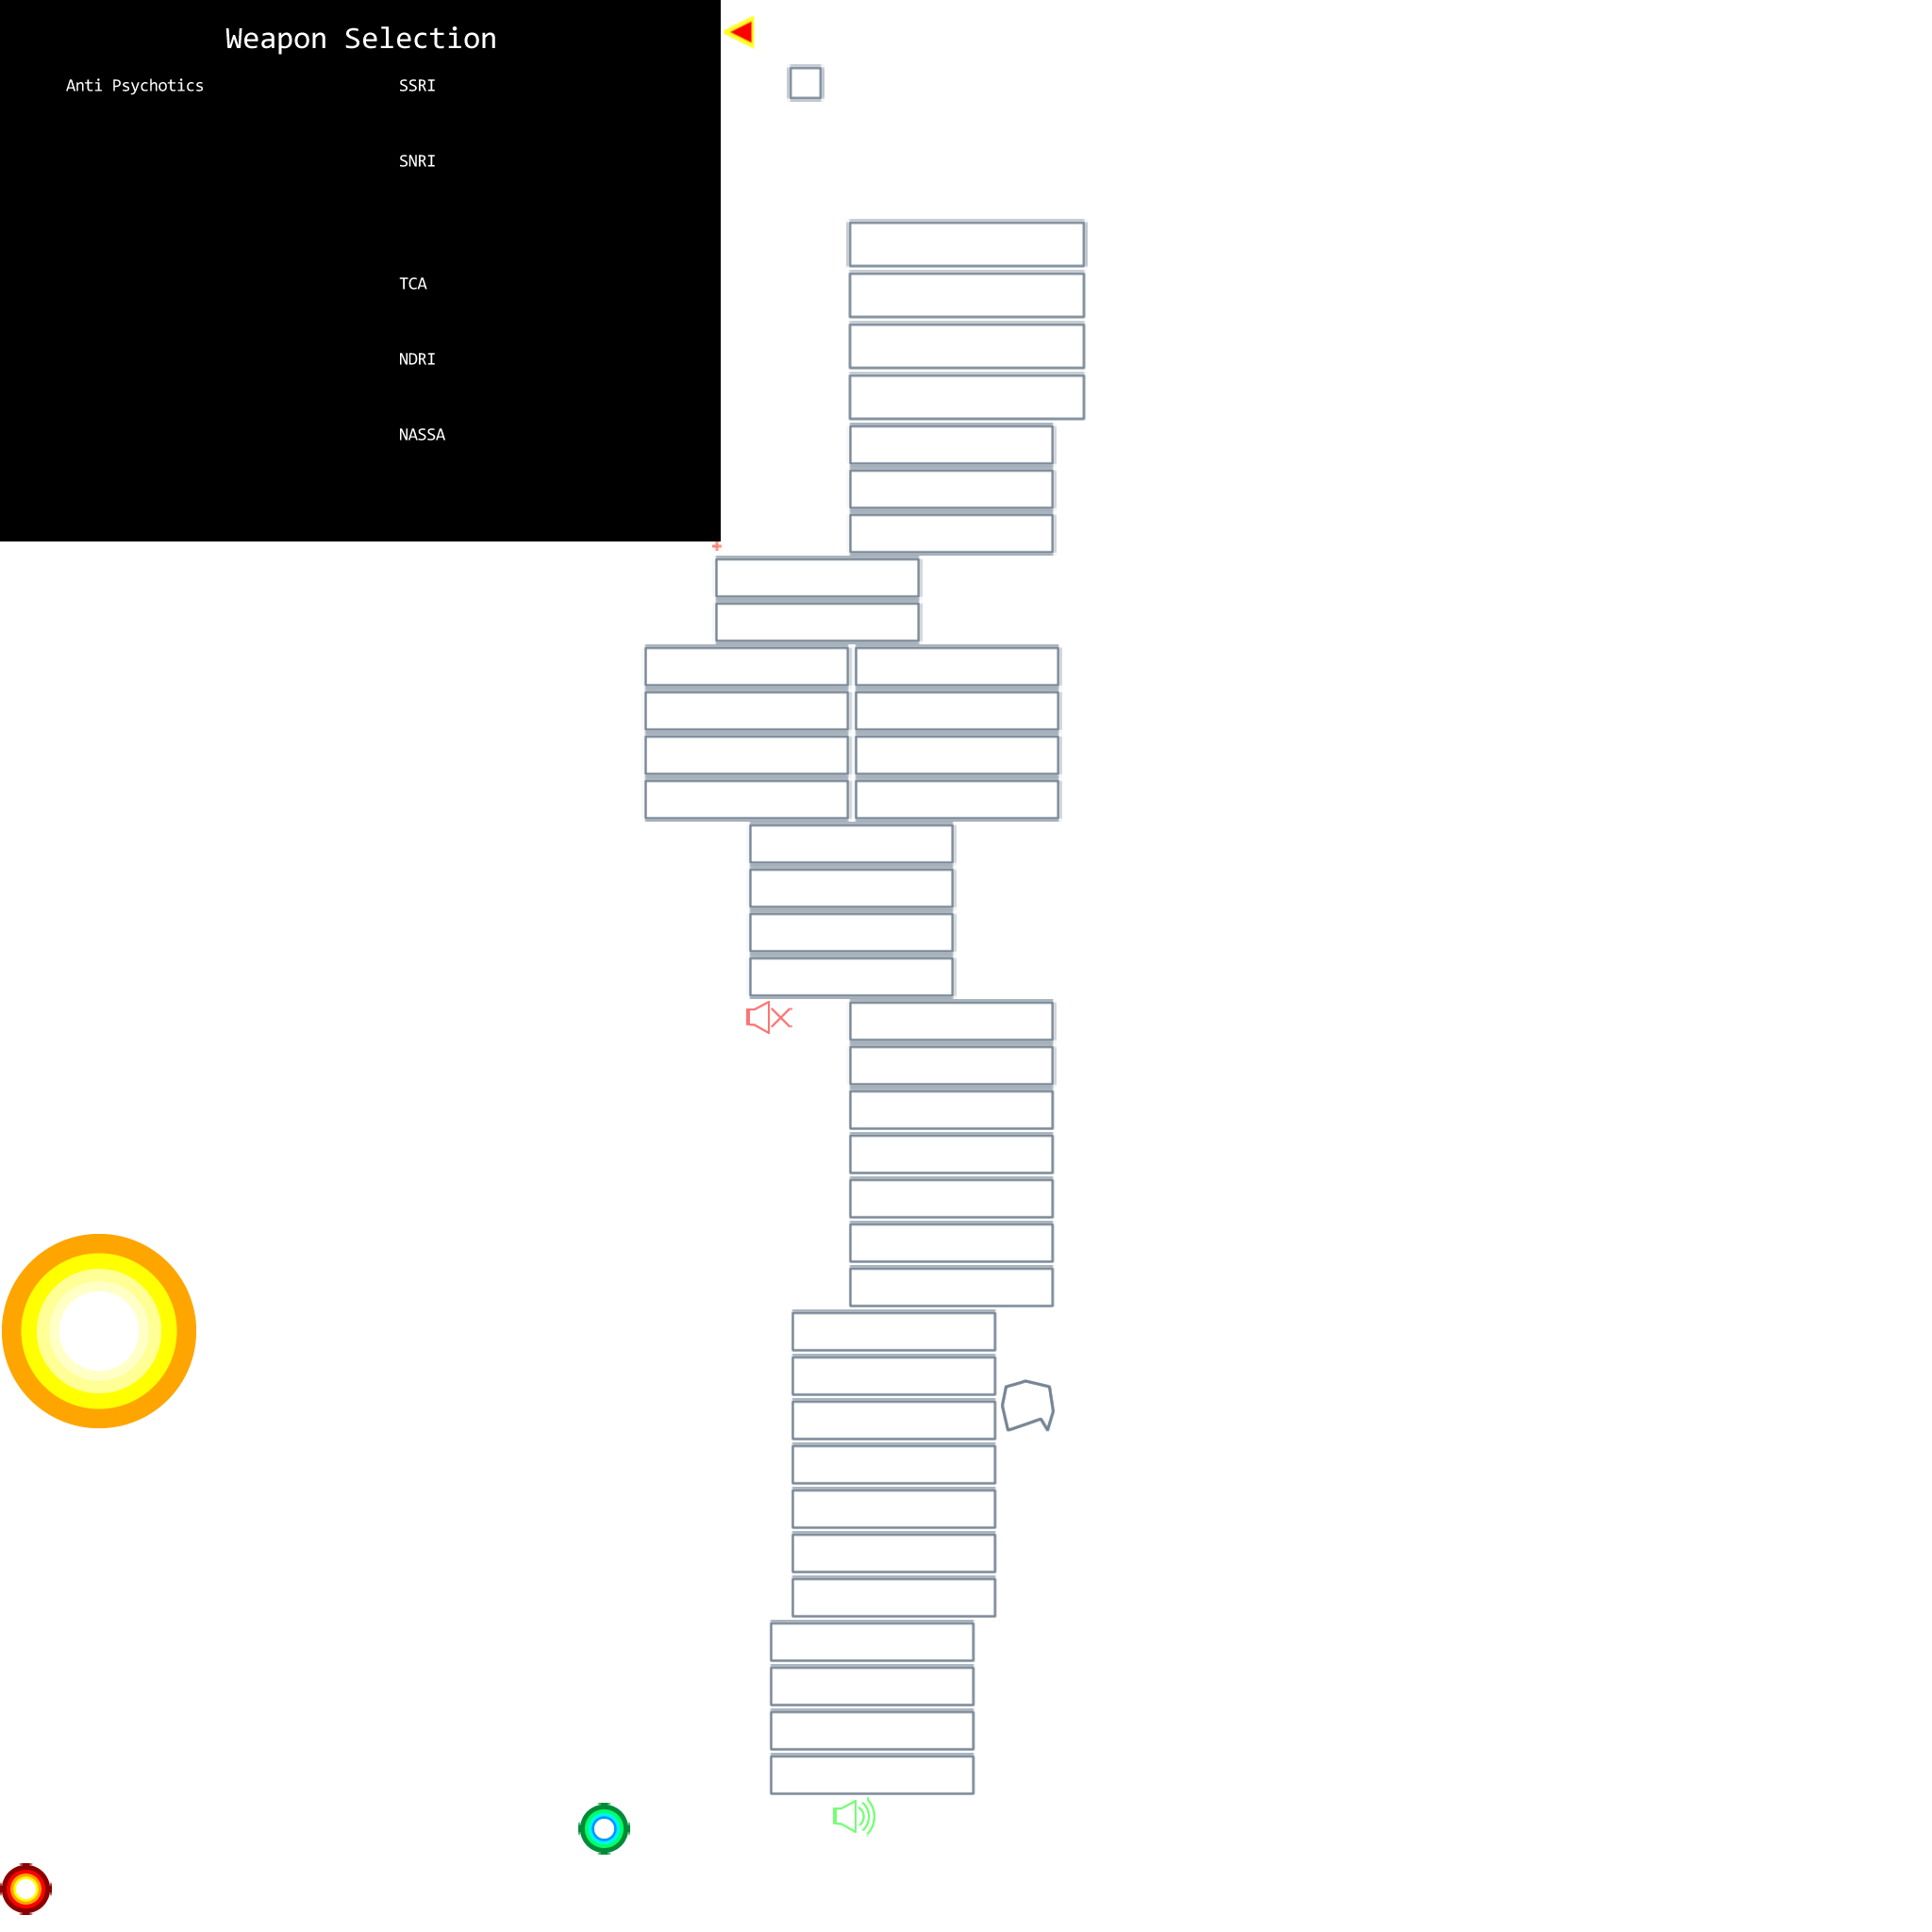 Weapon Selection
Anti Psychotics SSRI
SNRI
TCA
NDRI
NASSA